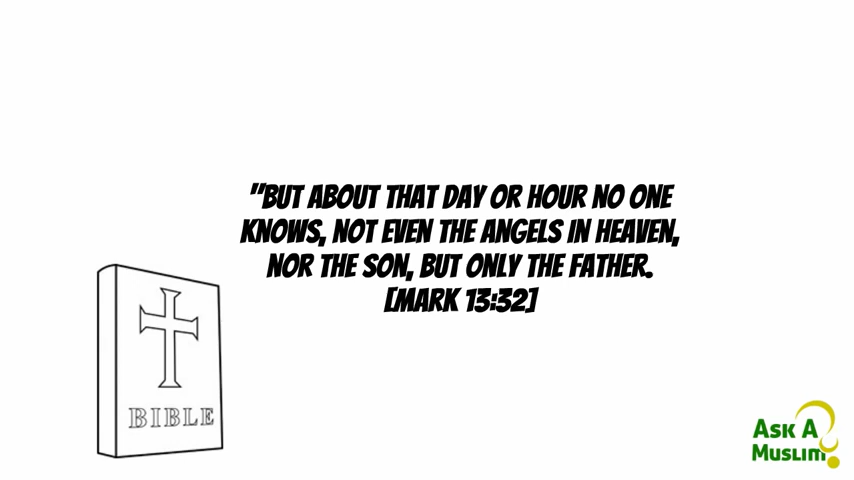 "BUT ABOUT THAT DAY OR HOUR NO ONE
KNOWS, NOT EVEN THE ANGELS IN HEAVEN,
NOR THE SON, BUT ONLY THE FATHER.
[MARK 13:32]
BIBLE
ASK A
MUSLIM?